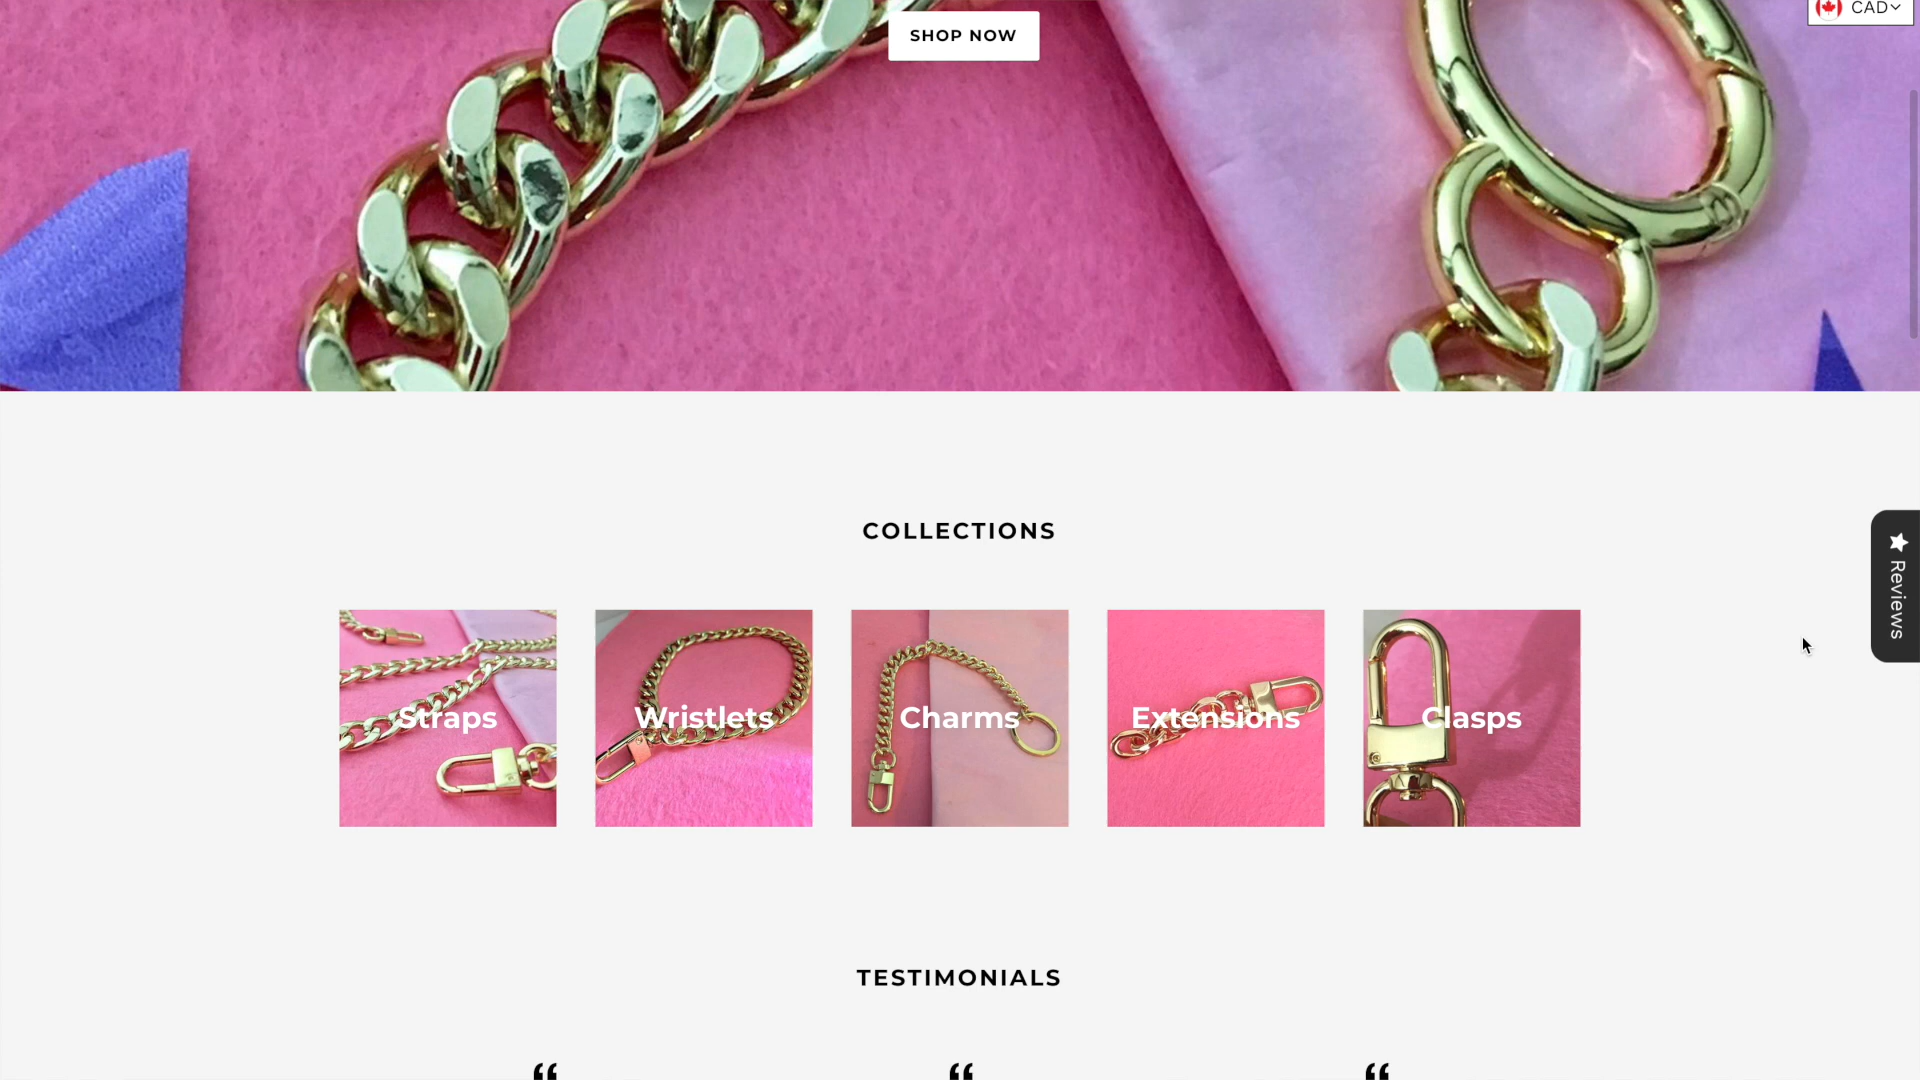 CAD
SHOP NOW
COLLECTIONS
Reviews
Straps
Wristlets
Charms
Extensions
Clasps
TESTIMONIALS
“ “ “